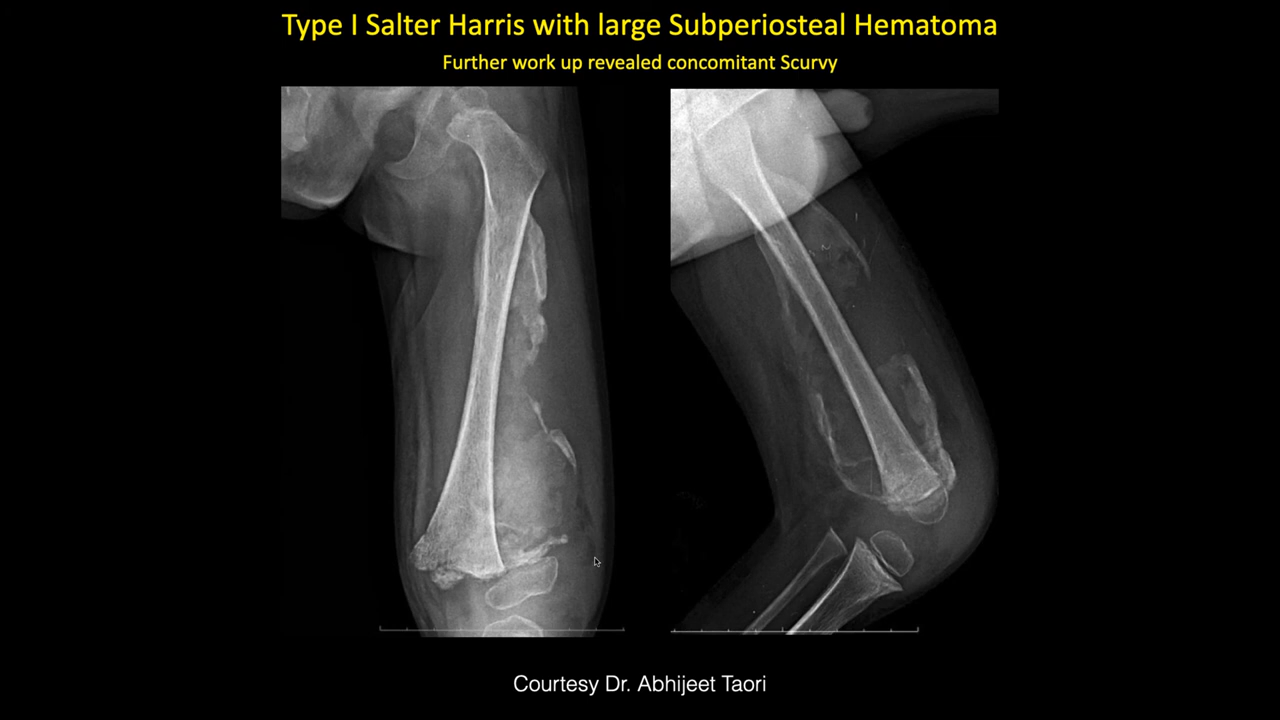 Type I Salter Harris with large Subperiosteal Hematoma
Further work up revealed concomitant Scurvy
Courtesy Dr. Abhijeet Taori